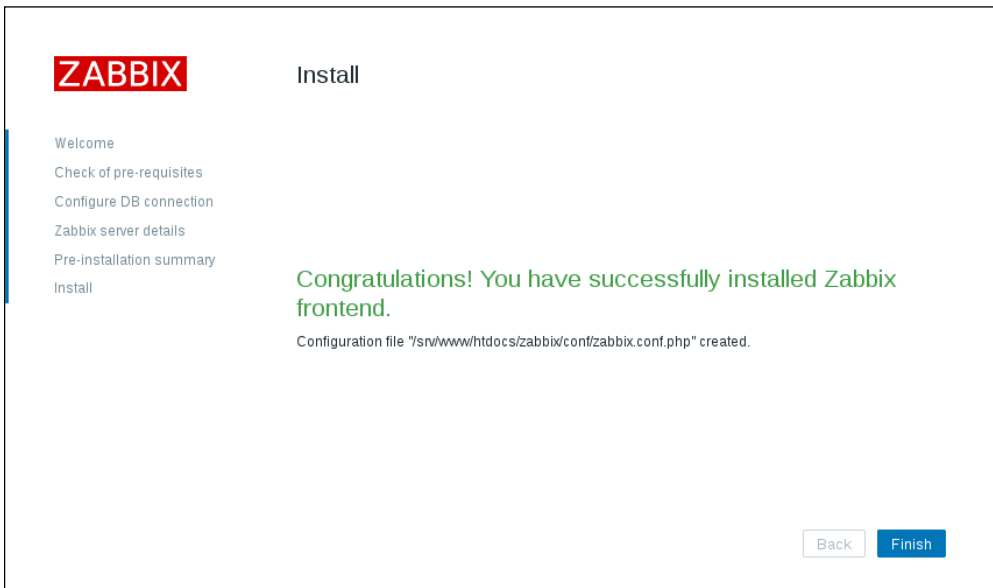 ZABBIX
Install
Welcome
Check of pre-requisites
Configure DB connection
Zabbix server details
Pre-installation summary
Install
Congratulations! You have successfully installed Zabbix
frontend.
Configuration file "/srv/www/htdocs/zabbix/conf/zabbix.conf.php" created.
Back
Finish